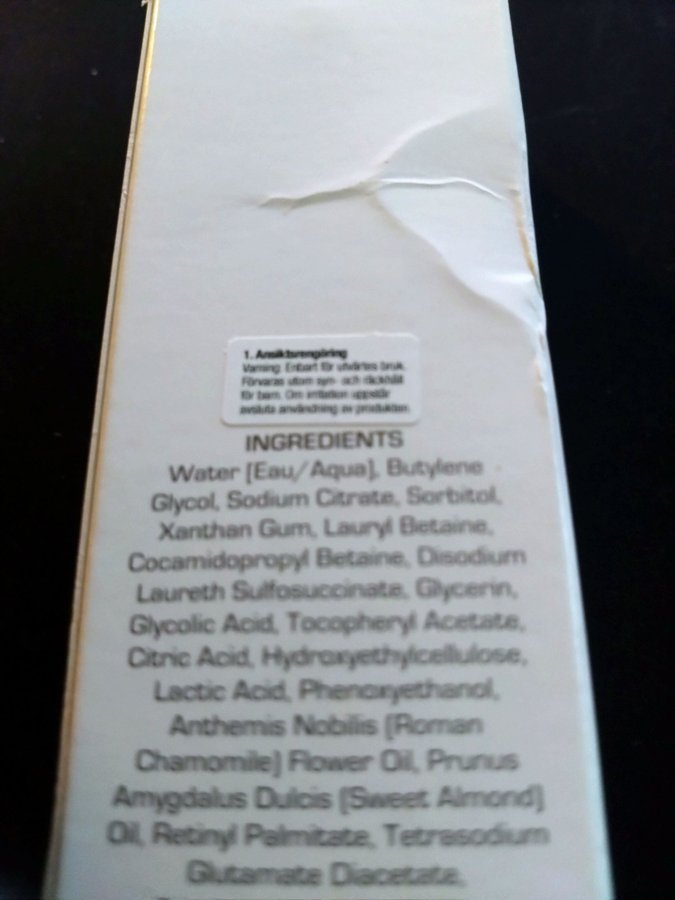 1. Ansiktsrengöring
Varning. Enbart för utvärtes bruk.
Förvaras utom syn- och räckhåll
för barn. Om irritation uppstår
avsluta användning av produkten.
INGREDIENTS
Water [Eau/Aqua], Butylene
Glycol, Sodium Citrate, Sorbitol,
Xanthan Gum, Lauryl Betaine,
Cocamidopropyl Betaine, Disodium
Laureth Sulfosuccinate, Glycerin,
Glycolic Acid, Tocopheryl Acetate,
Citric Acid, Hydroxyethylcellulose,
Lactic Acid, Phenoxyethanol,
Anthemis Nobilis [Roman
Chamomile] Flower Oil, Prunus
Amygdalus Dulcis [Sweet Almond]
Oil, Retinyl Palmitate, Tetrasodium
Glutamate Diacetate,